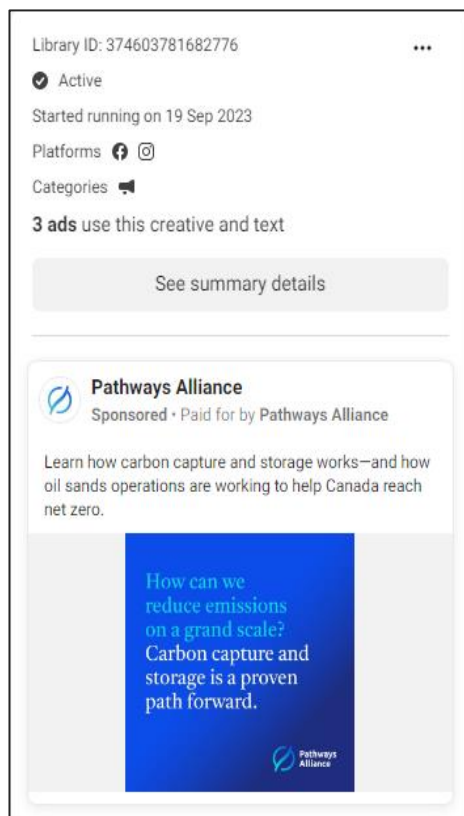 Library ID: 374603781682776
Active
Started running on 19 Sep 2023
Platforms
Categories
3 ads use this creative and text
See summary details
Pathways Alliance
Sponsored • Paid for by Pathways Alliance
Learn how carbon capture and storage works—and how
oil sands operations are working to help Canada reach
net zero.
How can we
reduce emissions
on a grand scale?
Carbon capture and
storage is a proven
path forward.
Pathways
Alliance